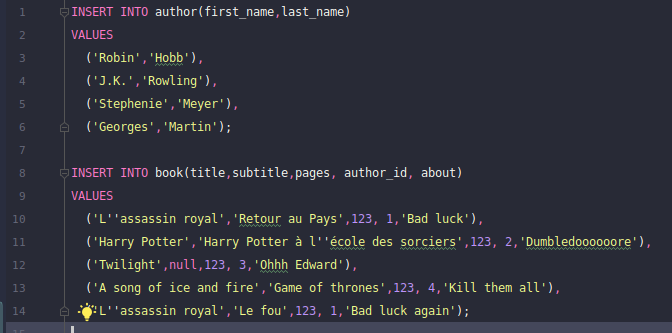 1 INSERT INTO author(first_name,last_name)
2 VALUES
3 ('Robin','Hobb'),
4 ('J.K.','Rowling'),
5 ('Stephenie','Meyer'),
6 ('Georges','Martin');
7
8 INSERT INTO book(title,subtitle,pages, author_id, about)
9 VALUES
10 ('L''assassin royal','Retour au Pays',123, 1,'Bad luck'),
11 ('Harry Potter','Harry Potter à l''école des sorciers',123, 2,'Dumbledooooooore'),
12 ('Twilight',null,123, 3,'Ohhh Edward'),
13 ('A song of ice and fire','Game of thrones',123, 4,'Kill them all'),
14 'L''assassin royal','Le fou',123, 1,'Bad luck again');
15